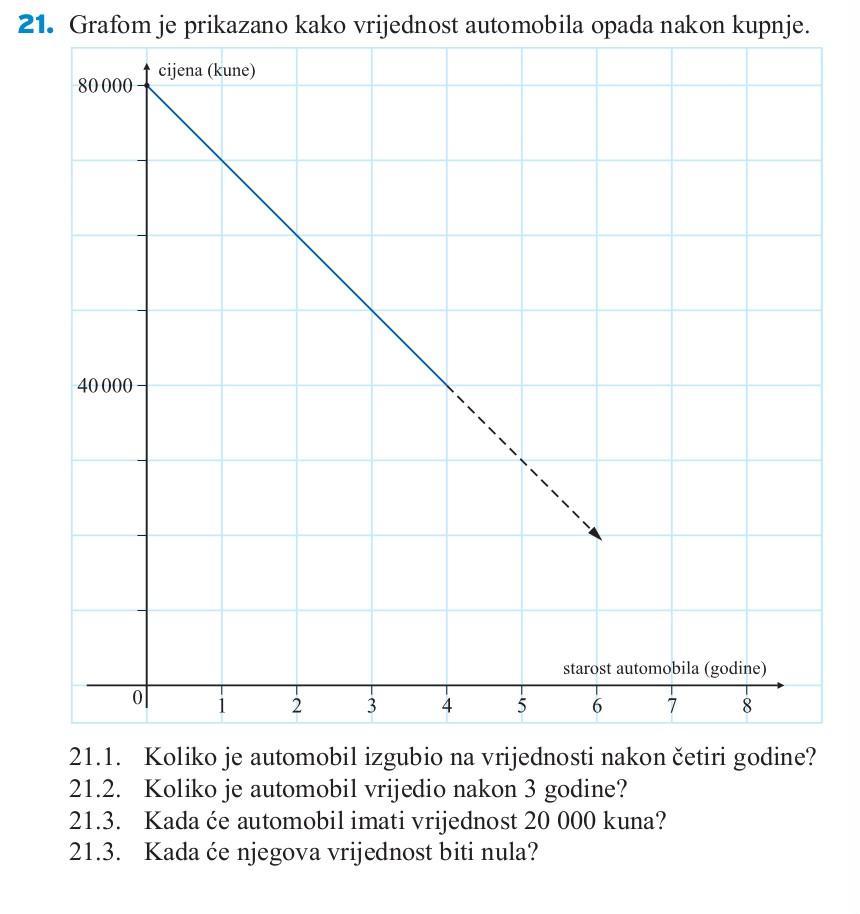 21. Grafom je prikazano kako vrijednost automobila opada nakon kupnje.
cijena (kune)
80 000
40 000
starost automobila (godine)
0 1 2 3 4 5 6 7 8
21.1. Koliko je automobil izgubio na vrijednosti nakon četiri godine?
21.2. Koliko je automobil vrijedio nakon 3 godine?
21.3. Kada će automobil imati vrijednost 20 000 kuna?
21.3. Kada će njegova vrijednost biti nula?